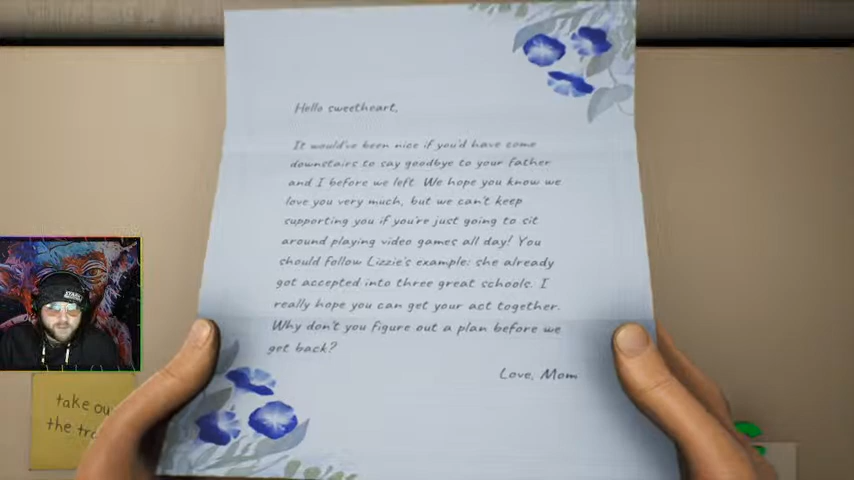 Hello sweetheart,
It would've been nice if you'd have come
downstairs to say goodbye to your father
and I before we left. We hope you know we
love you very much, but we can't keep
supporting you if you're just going to sit
around playing video games all day! You
should follow Lizzie's example: she already
got accepted into three great schools. I
really hope you can get your act together.
Why don't you figure out a plan before we
get back?
Love, Mom
take
the